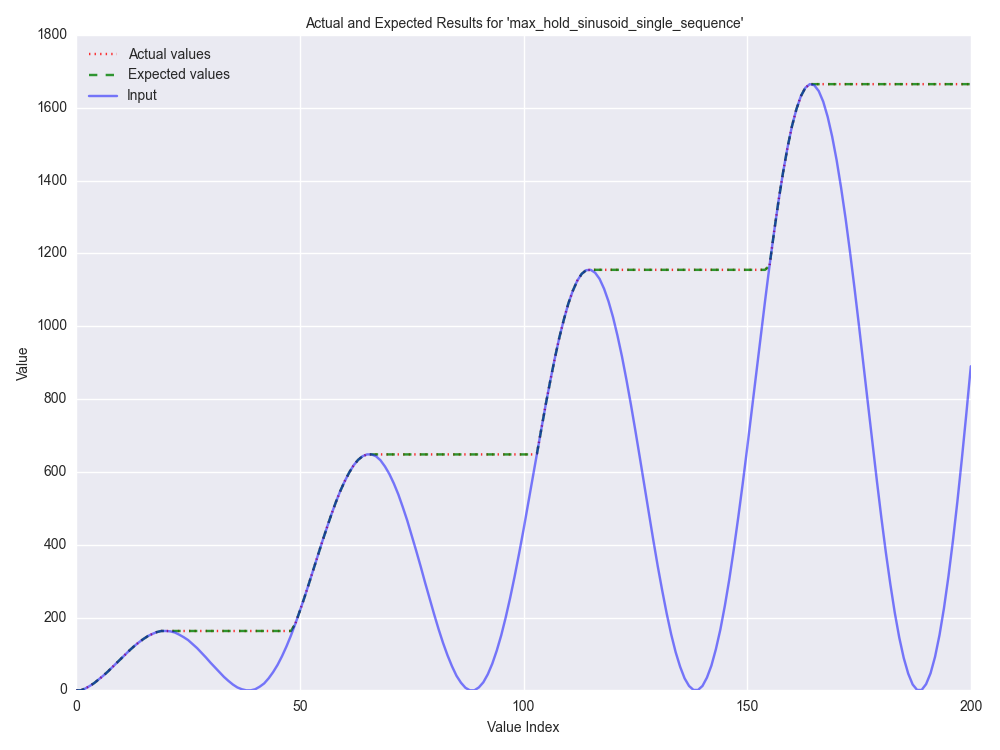 Actual and Expected Results for 'max_hold_sinusoid_single_sequence'
1800
1600
1400
1200
1000
800
600
400
200
0
Value
Actual values
Expected values
Input
0 50 100 150 200
Value Index